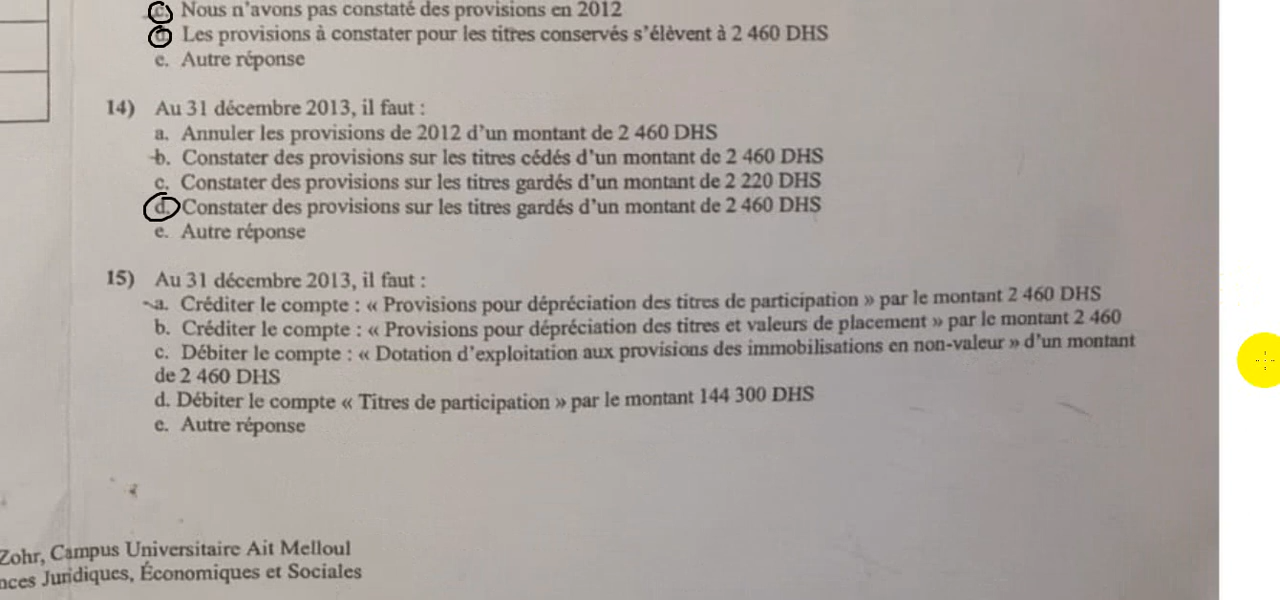 c. Nous n'avons pas constaté des provisions en 2012
d. Les provisions à constater pour les titres conservés s'élèvent à 2 460 DHS
e. Autre réponse
14) Au 31 décembre 2013, il faut :
a. Annuler les provisions de 2012 d'un montant de 2 460 DHS
b. Constater des provisions sur les titres cédés d'un montant de 2 460 DHS
c. Constater des provisions sur les titres gardés d'un montant de 2 220 DHS
d. Constater des provisions sur les titres gardés d'un montant de 2 460 DHS
e. Autre réponse
15) Au 31 décembre 2013, il faut :
a. Créditer le compte : « Provisions pour dépréciation des titres de participation » par le montant 2 460 DHS
b. Créditer le compte : « Provisions pour dépréciation des titres et valeurs de placement » par le montant 2 460
c. Débiter le compte : « Dotation d'exploitation aux provisions des immobilisations en non-valeur » d'un montant
de 2 460 DHS
d. Débiter le compte « Titres de participation » par le montant 144 300 DHS
e. Autre réponse
Zohr, Campus Universitaire Ait Melloul
nces Juridiques, Économiques et Sociales